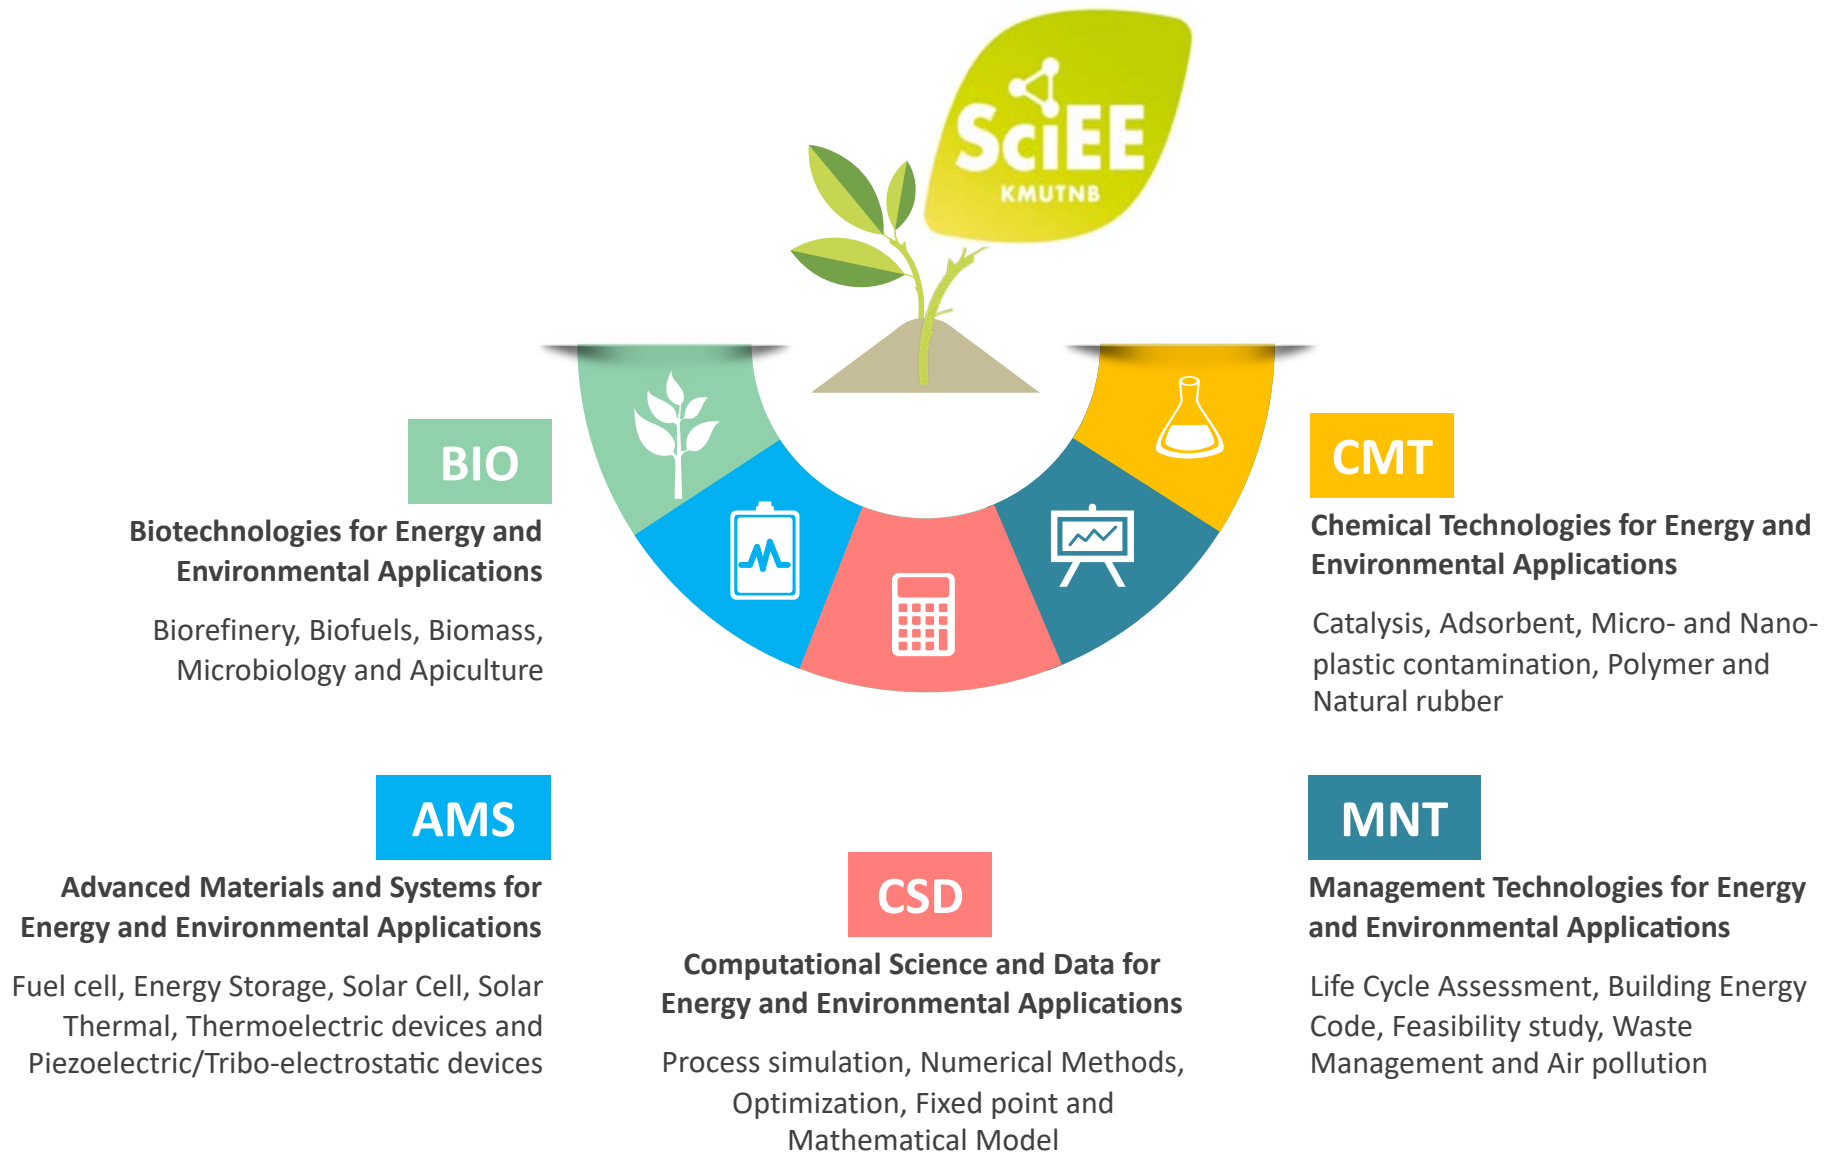 SciEE
KMUTNB
BIO
Biotechnologies for Energy and
Environmental Applications
Biorefinery, Biofuels, Biomass,
Microbiology and Apiculture
AMS
Advanced Materials and Systems for
Energy and Environmental Applications
Fuel cell, Energy Storage, Solar Cell, Solar
Thermal, Thermoelectric devices and
Piezoelectric/Tribo-electrostatic devices
CSD
Computational Science and Data for
Energy and Environmental Applications
Process simulation, Numerical Methods,
Optimization, Fixed point and
Mathematical Model
CMT
Chemical Technologies for Energy and
Environmental Applications
Catalysis, Adsorbent, Micro- and Nano-
plastic contamination, Polymer and
Natural rubber
MNT
Management Technologies for Energy
and Environmental Applications
Life Cycle Assessment, Building Energy
Code, Feasibility study, Waste
Management and Air pollution